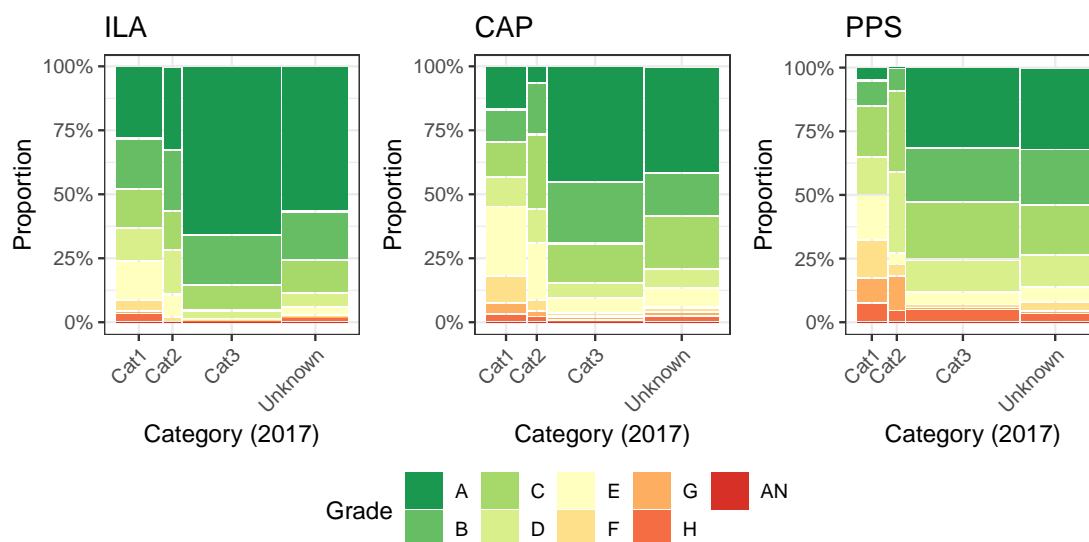 ILA
CAP
PPS
100%
75%
50%
25%
0%
Proportion
Cat1
Cat2
Cat3
Unknown
Category (2017)
100%
75%
50%
25%
0%
Proportion
Cat1
Cat2
Cat3
Unknown
Category (2017)
100%
75%
50%
25%
0%
Proportion
Cat1
Cat2
Cat3
Unknown
Category (2017)
Grade
A C E G AN
B D F H